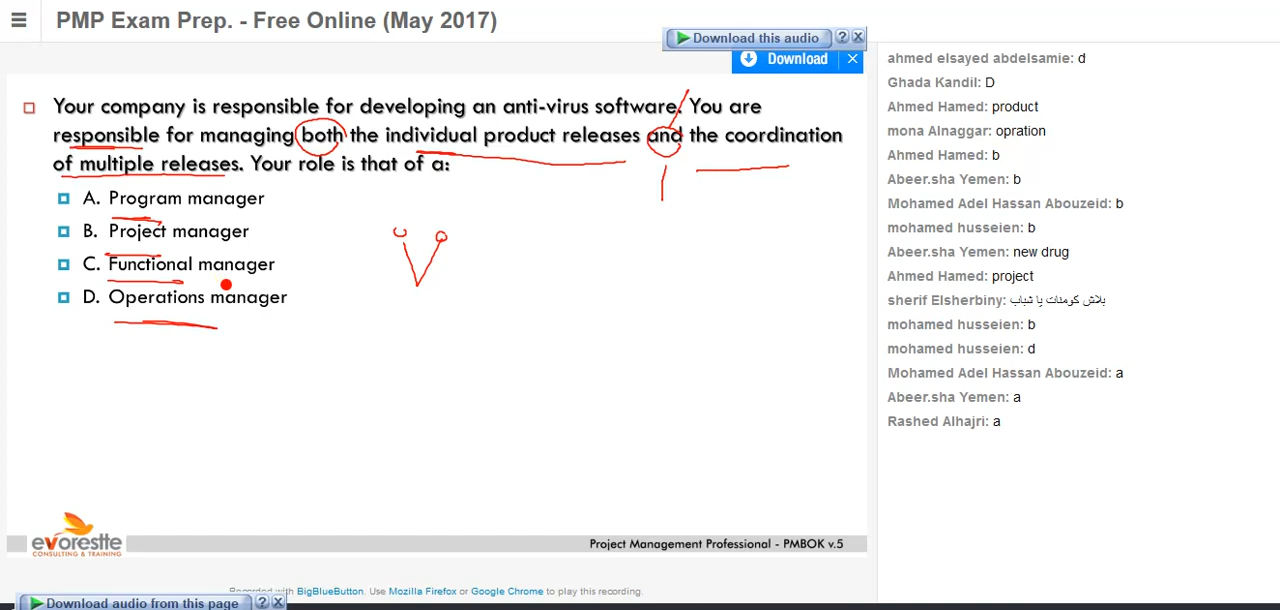 PMP Exam Prep. - Free Online (May 2017)
Download this audio
Download
Your company is responsible for developing an anti-virus software. You are
responsible for managing both the individual product releases and the coordination
of multiple releases. Your role is that of a:
A. Program manager
B. Project manager
C. Functional manager
D. Operations manager
evorestte
CONSULTING & TRAINING
Project Management Professional - PMBOK v.5
Recorded with BigBlueButton. Use Mozilla Firefox or Google Chrome to play this recording.
Download audio from this page
ahmed elsayed abdelsamie: d
Ghada Kandil: D
Ahmed Hamed: product
mona Alnaggar: opration
Ahmed Hamed: b
Abeer.sha Yemen: b
Mohamed Adel Hassan Abouzeid: b
mohamed husseien: b
Abeer.sha Yemen: new drug
Ahmed Hamed: project
sherif Elsherbiny: بلاش كومنتات يا شباب
mohamed husseien: b
mohamed husseien: d
Mohamed Adel Hassan Abouzeid: a
Abeer.sha Yemen: a
Rashed Alhajri: a